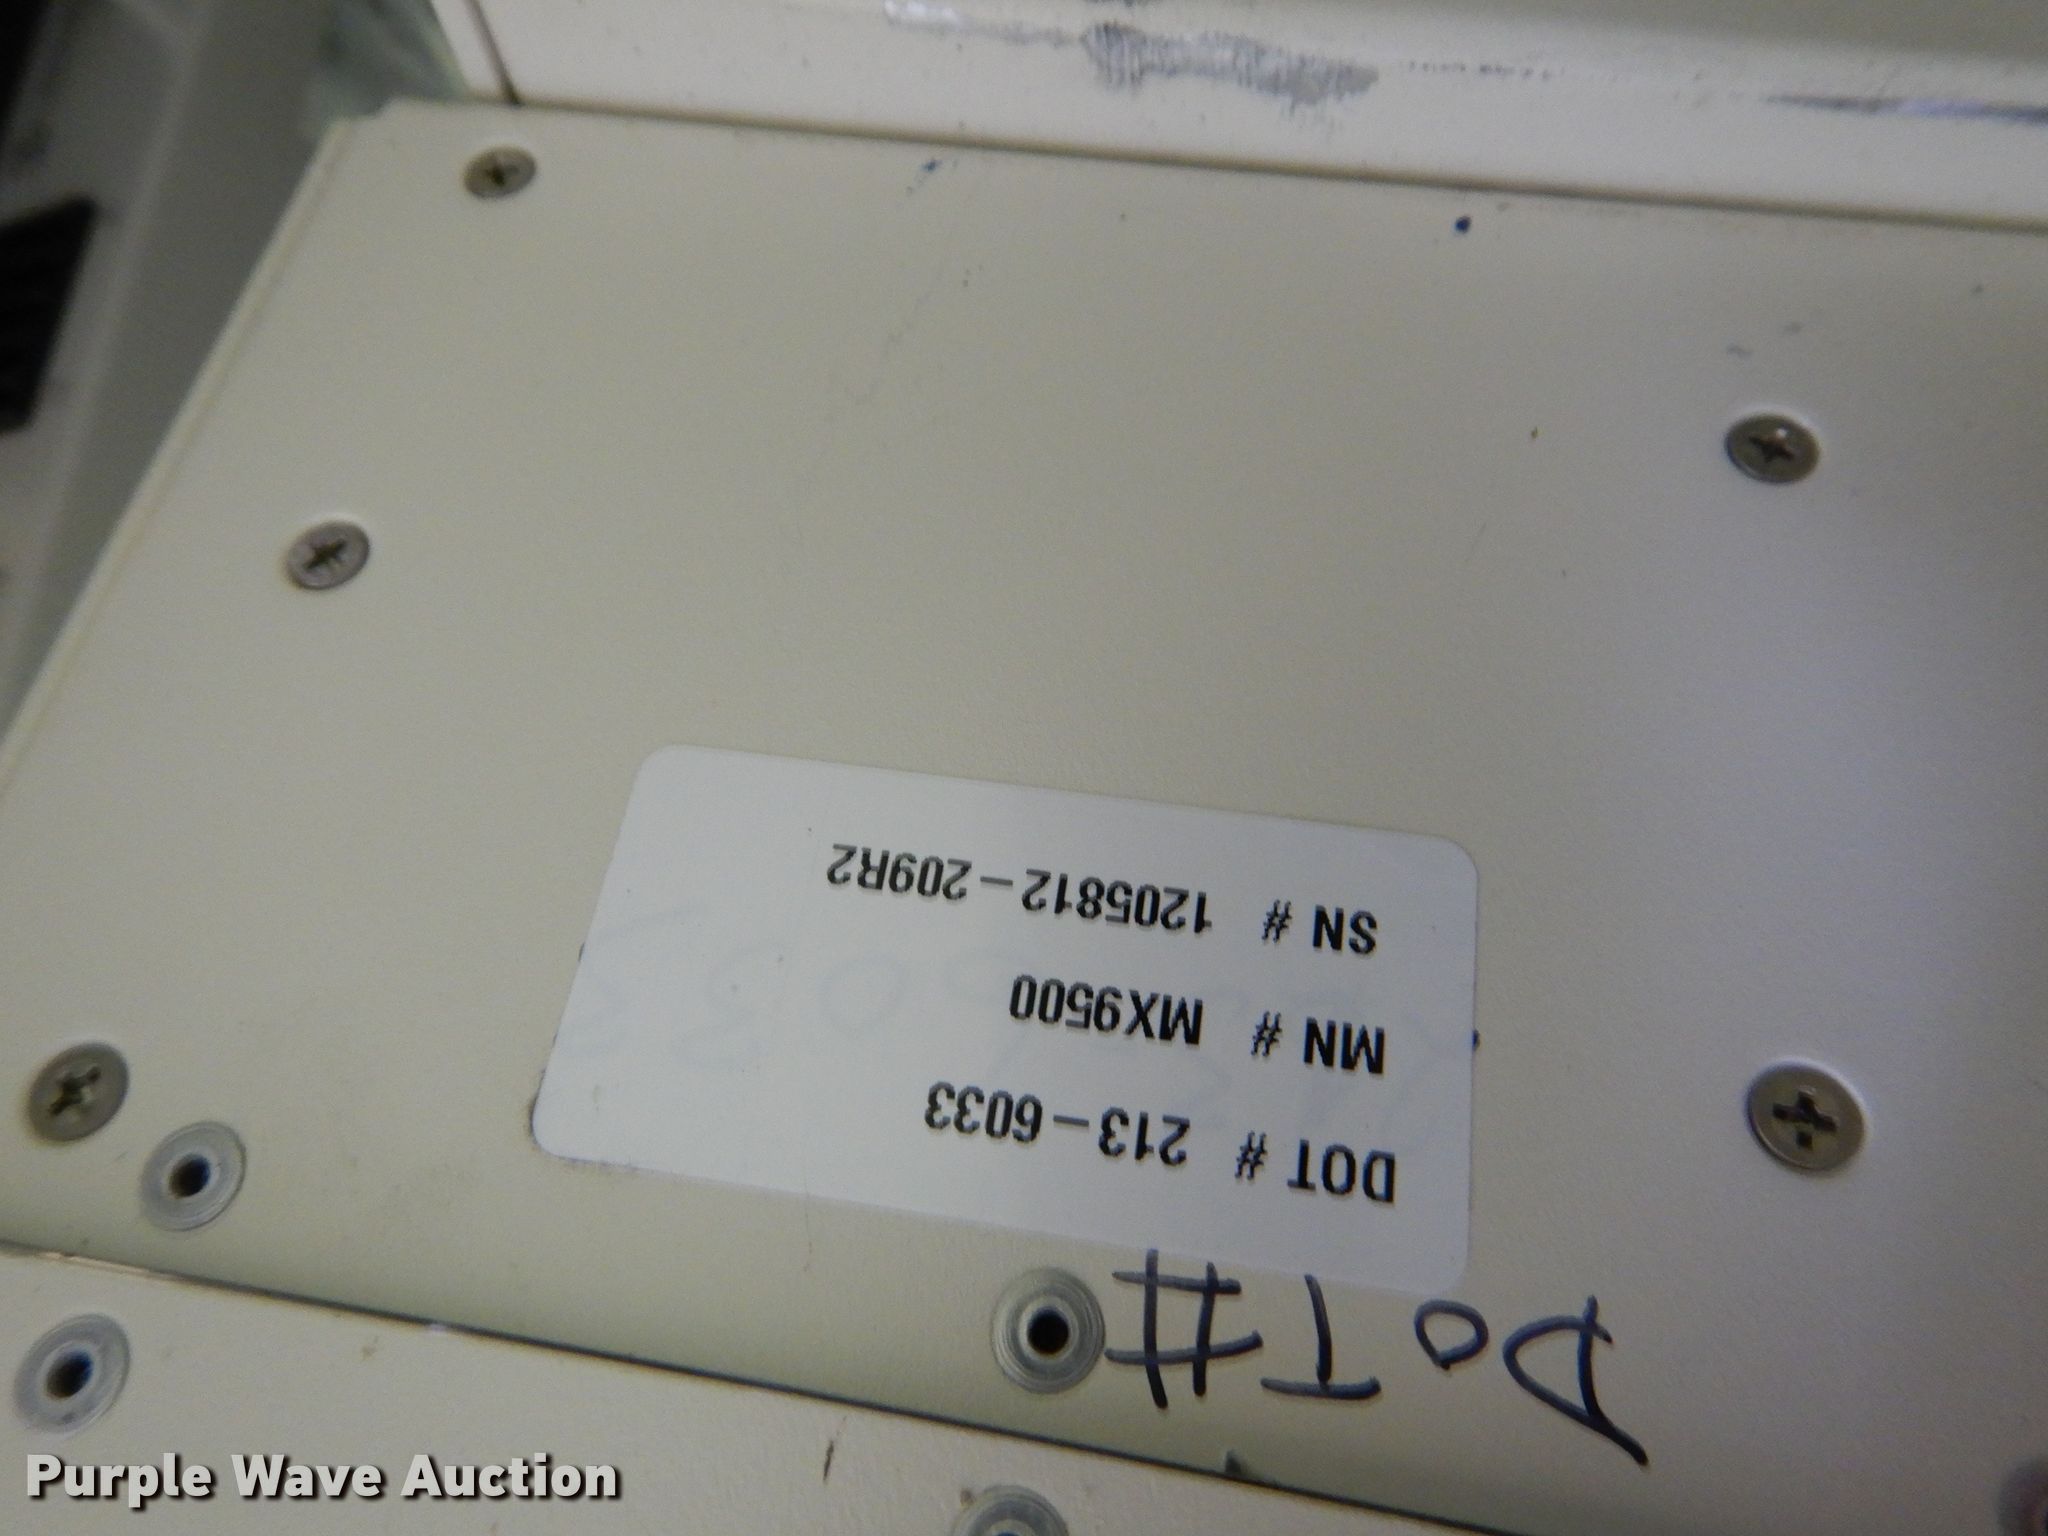 DOT #
DOT # 213-6033
MN # MX9500
SN # 1205812-209R2
Purple Wave Auction